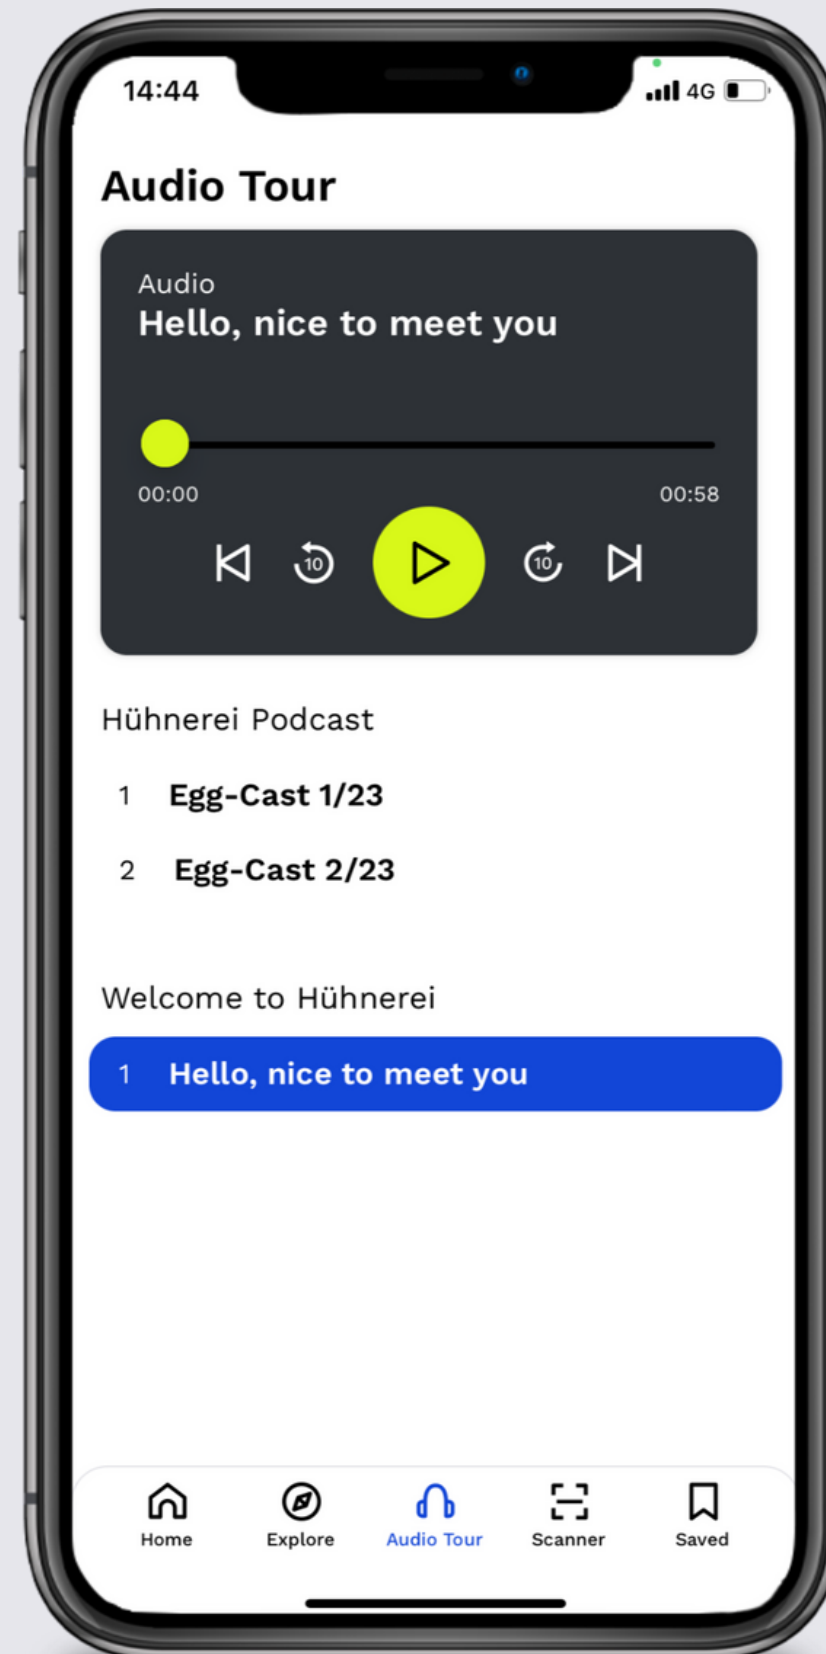 14:44
4G
Audio Tour
Audio
Hello, nice to meet you
00:00 00:58
10 10
Hühnerei Podcast
1 Egg-Cast 1/23
2 Egg-Cast 2/23
Welcome to Hühnerei
1 Hello, nice to meet you
Home Explore Audio Tour Scanner Saved